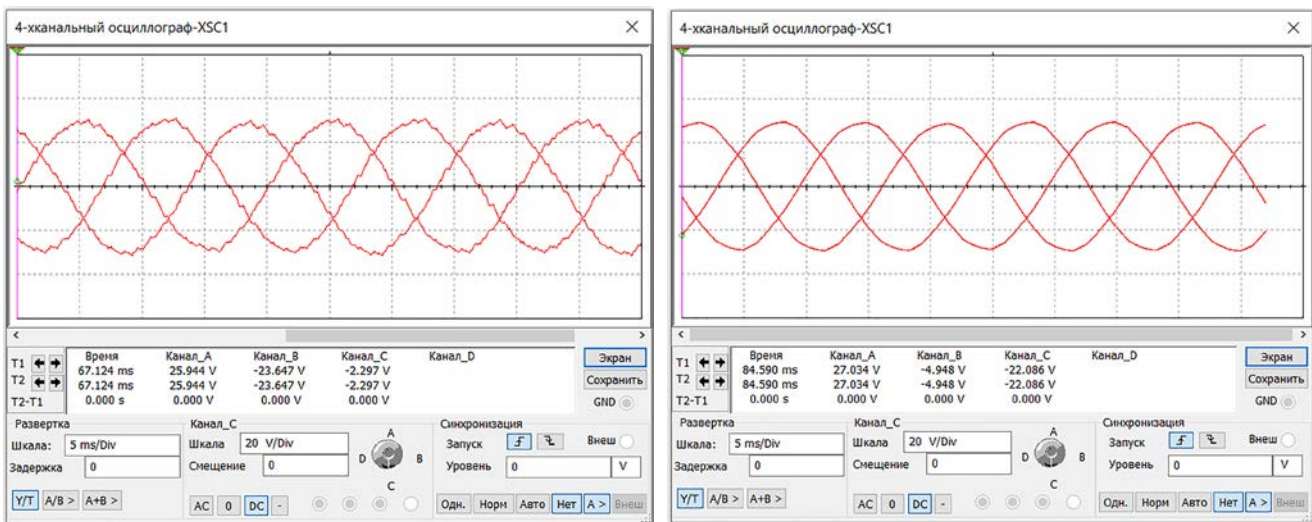 4-хканальный осциллограф-XSC1
T1
T2
T2-T1
Время Канал_A Канал_B Канал_C Канал_D
67.124 ms 25.944 V -23.647 V -2.297 V
67.124 ms 25.944 V -23.647 V -2.297 V
0.000 s 0.000 V 0.000 V 0.000 V
Экран
Сохранить
GND
Развертка
Шкала: 5 ms/Div
Задержка 0
Y/T A/B > A+B >
Канал_C
Шкала 20 V/Div
Смещение 0
AC 0 DC -
A
D B
C
Синхронизация
Запуск Внеш
Уровень 0 V
Одн. Норм Авто Нет A > Внеш
4-хканальный осциллограф-XSC1
T1
T2
T2-T1
Время Канал_A Канал_B Канал_C Канал_D
84.590 ms 27.034 V -4.948 V -22.086 V
84.590 ms 27.034 V -4.948 V -22.086 V
0.000 s 0.000 V 0.000 V 0.000 V
Экран
Сохранить
GND
Развертка
Шкала: 5 ms/Div
Задержка 0
Y/T A/B > A+B >
Канал_C
Шкала 20 V/Div
Смещение 0
AC 0 DC -
A
D B
C
Синхронизация
Запуск Внеш
Уровень 0 V
Одн. Норм Авто Нет A > Внеш